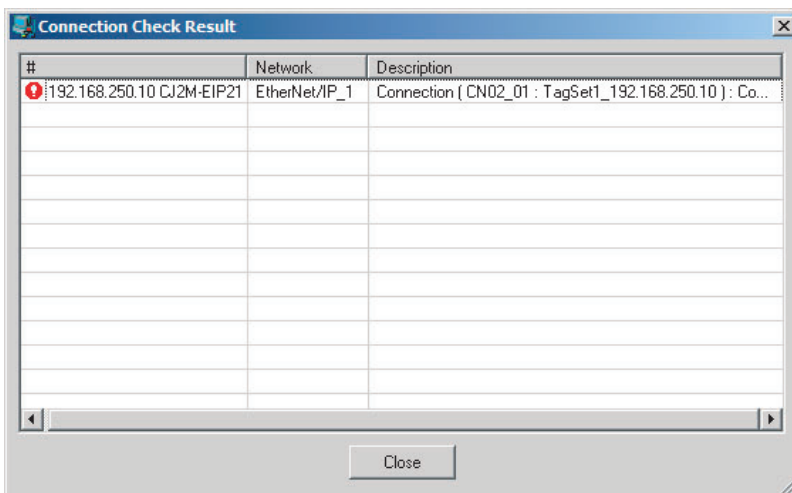 Connection Check Result
# Network Description
192.168.250.10 CJ2M-EIP21 EtherNet/IP_1 Connection ( CN02_01 : TagSet1_192.168.250.10 ) : Co...
Close